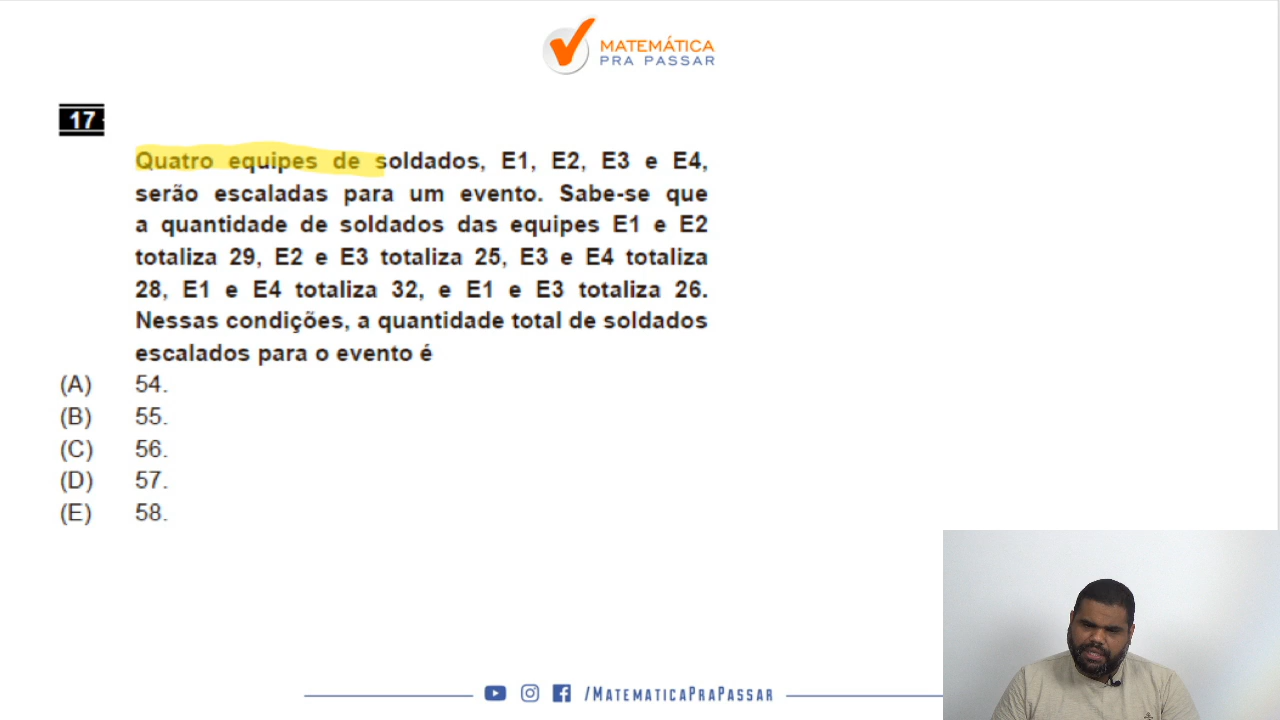 MATEMÁTICA
PRA PASSAR
17
Quatro equipes de soldados, E1, E2, E3 e E4,
serão escaladas para um evento. Sabe-se que
a quantidade de soldados das equipes E1 e E2
totaliza 29, E2 e E3 totaliza 25, E3 e E4 totaliza
28, E1 e E4 totaliza 32, e E1 e E3 totaliza 26.
Nessas condições, a quantidade total de soldados
escalados para o evento é
(A) 54.
(B) 55.
(C) 56.
(D) 57.
(E) 58.
/MATEMATICAPRAPASSAR